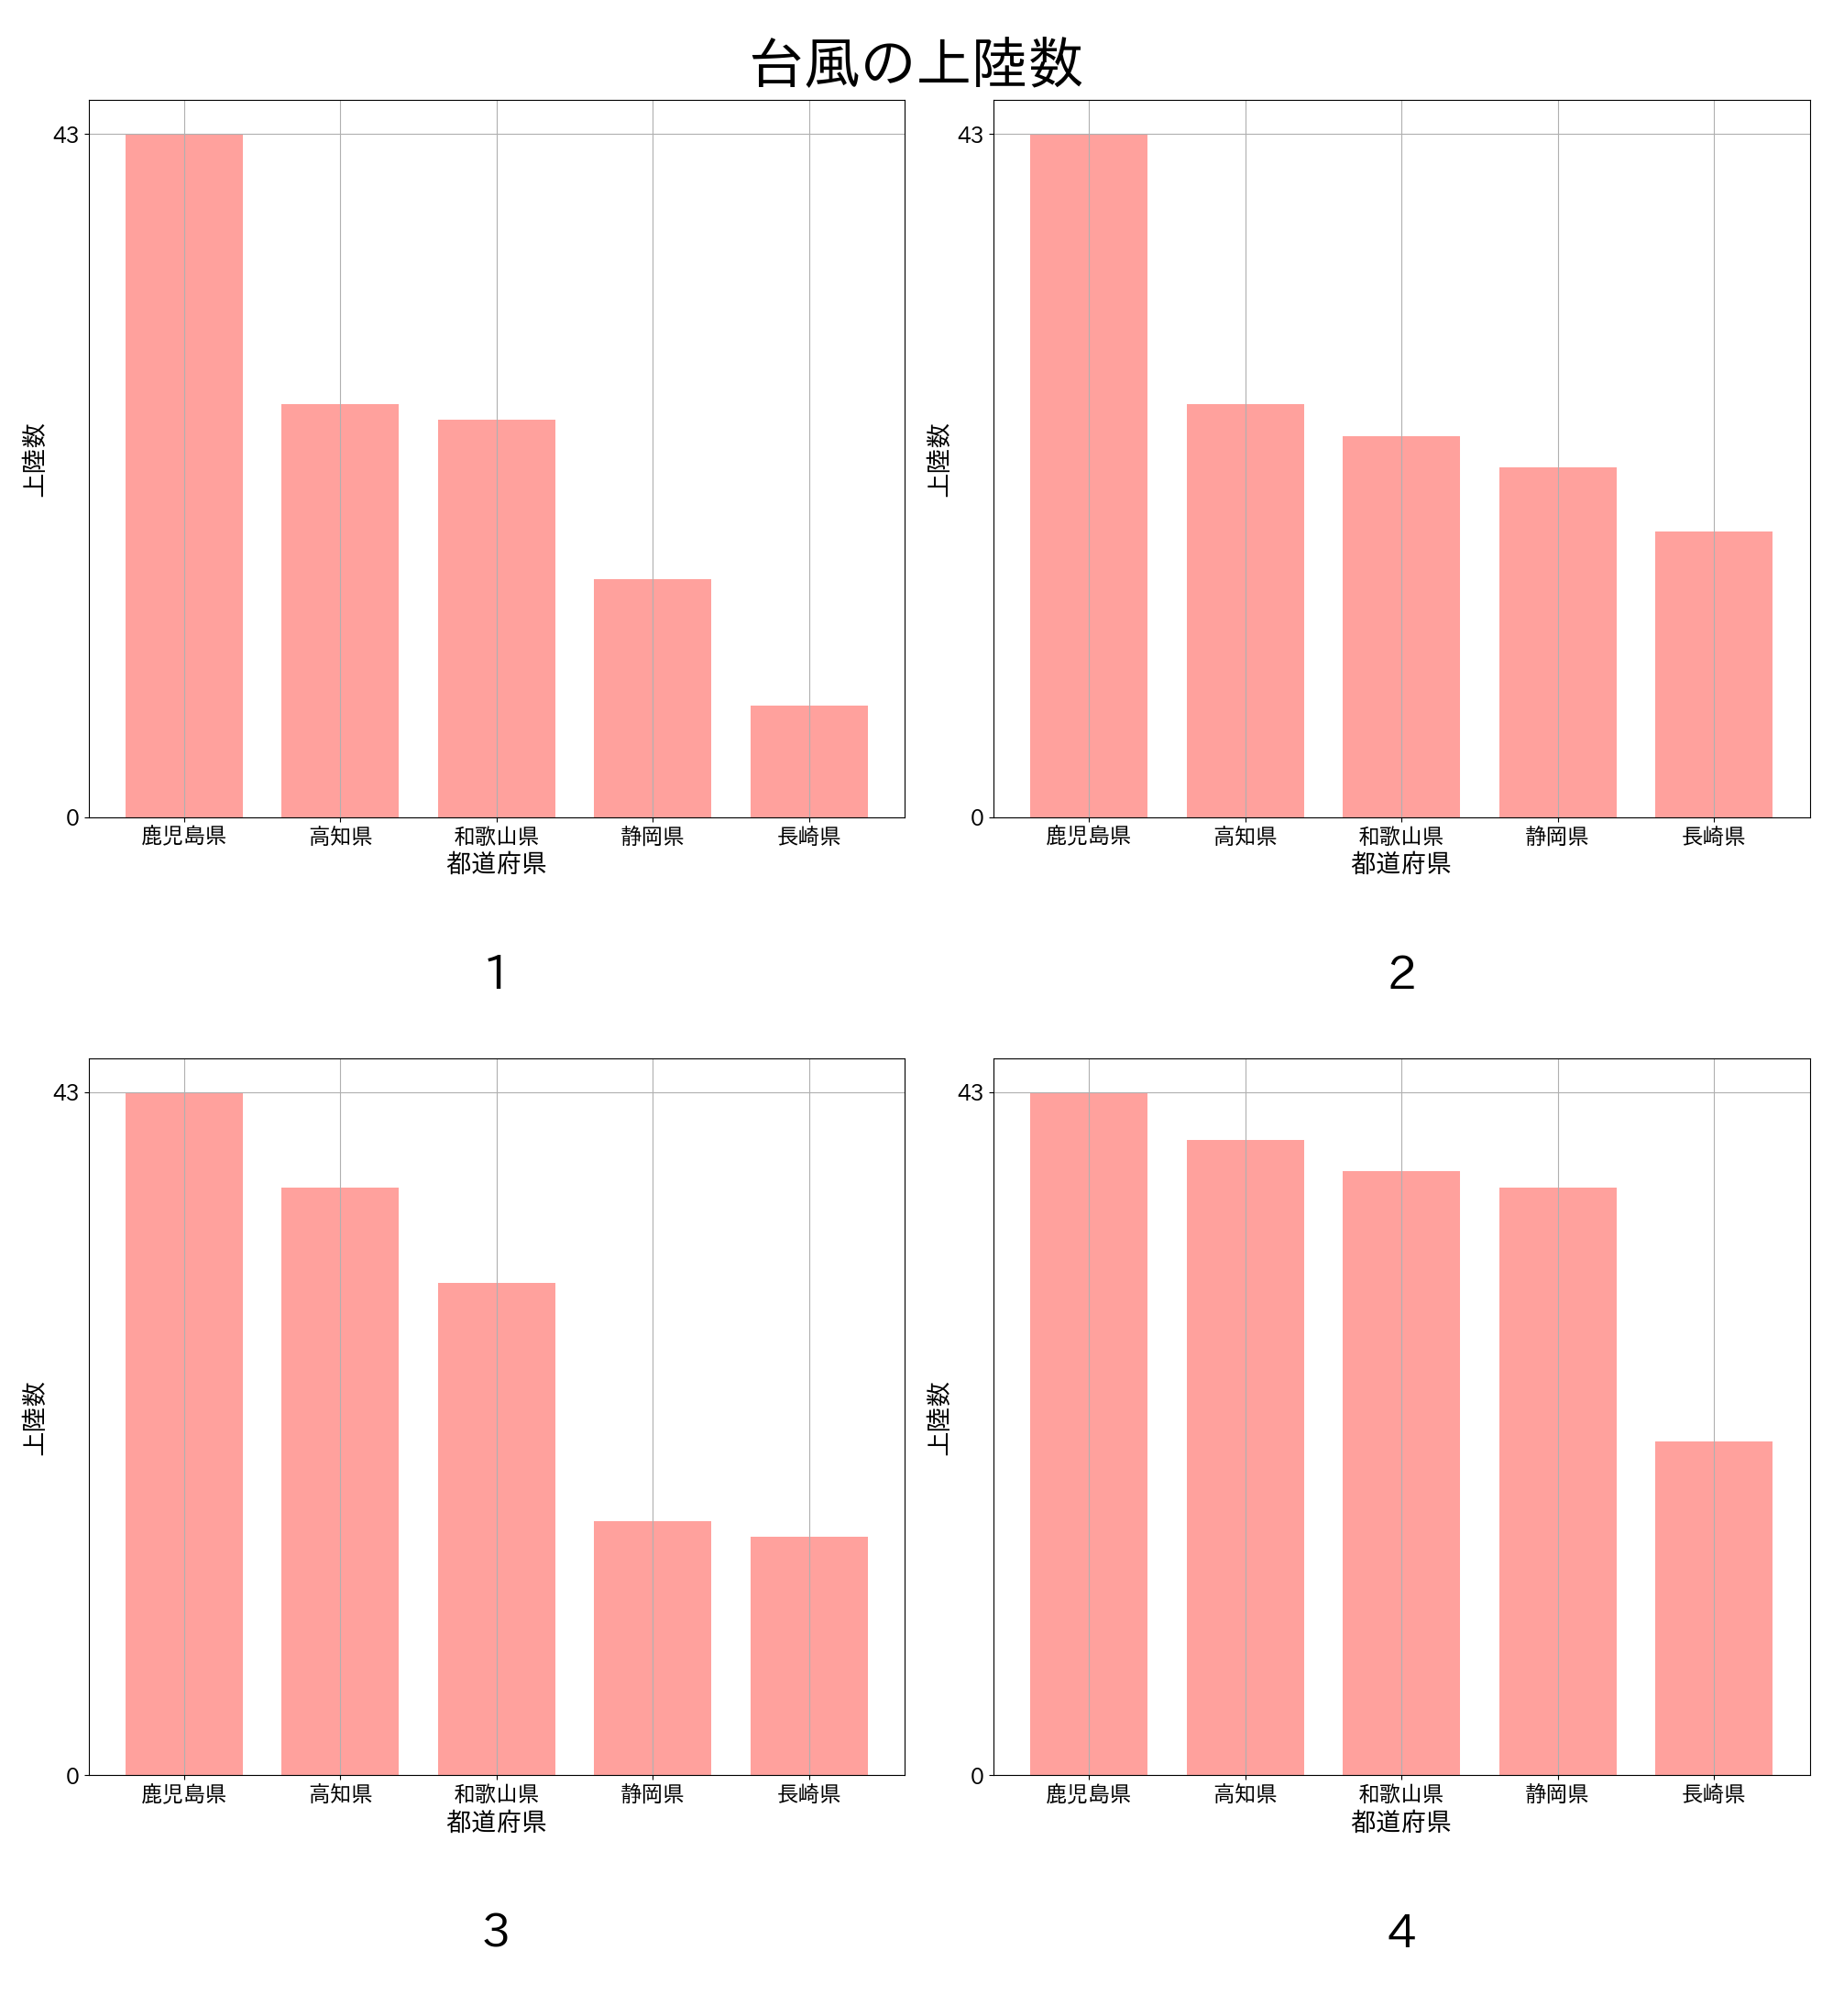 台風の上陸数
43
0
上陸数
鹿児島県 高知県 和歌山県 静岡県 長崎県
都道府県
1
43
0
上陸数
鹿児島県 高知県 和歌山県 静岡県 長崎県
都道府県
2
43
0
上陸数
鹿児島県 高知県 和歌山県 静岡県 長崎県
都道府県
3
43
0
上陸数
鹿児島県 高知県 和歌山県 静岡県 長崎県
都道府県
4